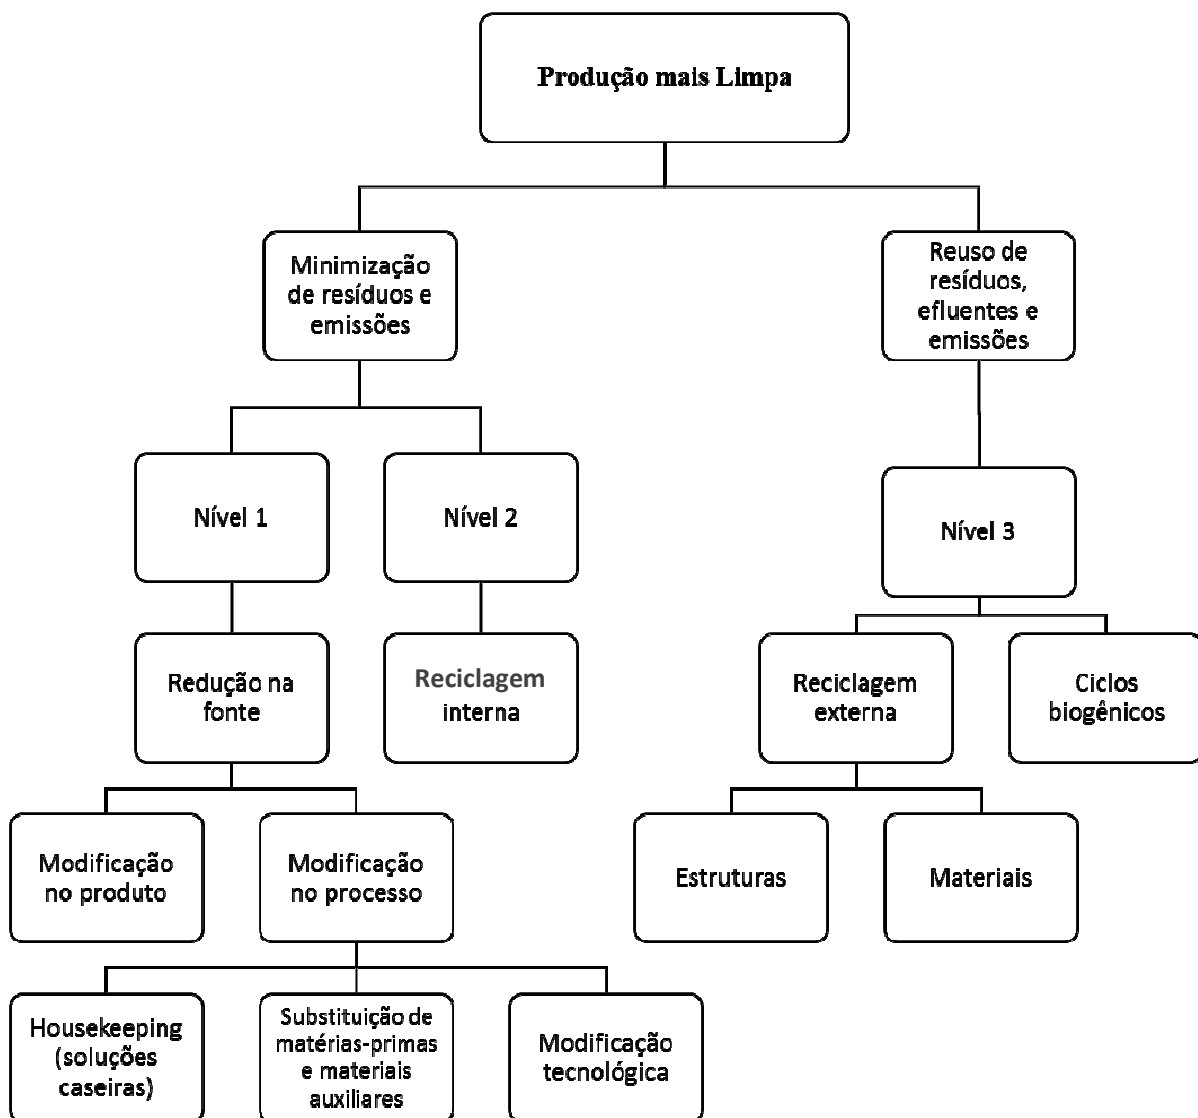 Produção mais Limpa
Minimização
de resíduos e
emissões
Reuso de
resíduos,
efluentes e
emissões
Nível 1
Nível 2
Nível 3
Redução na
fonte
Reciclagem
interna
Reciclagem
externa
Ciclos
biogênicos
Modificação
no produto
Modificação
no processo
Estruturas
Materiais
Housekeeping
(soluções
caseiras)
Substituição de
matérias-primas
e materiais
auxiliares
Modificação
tecnológica